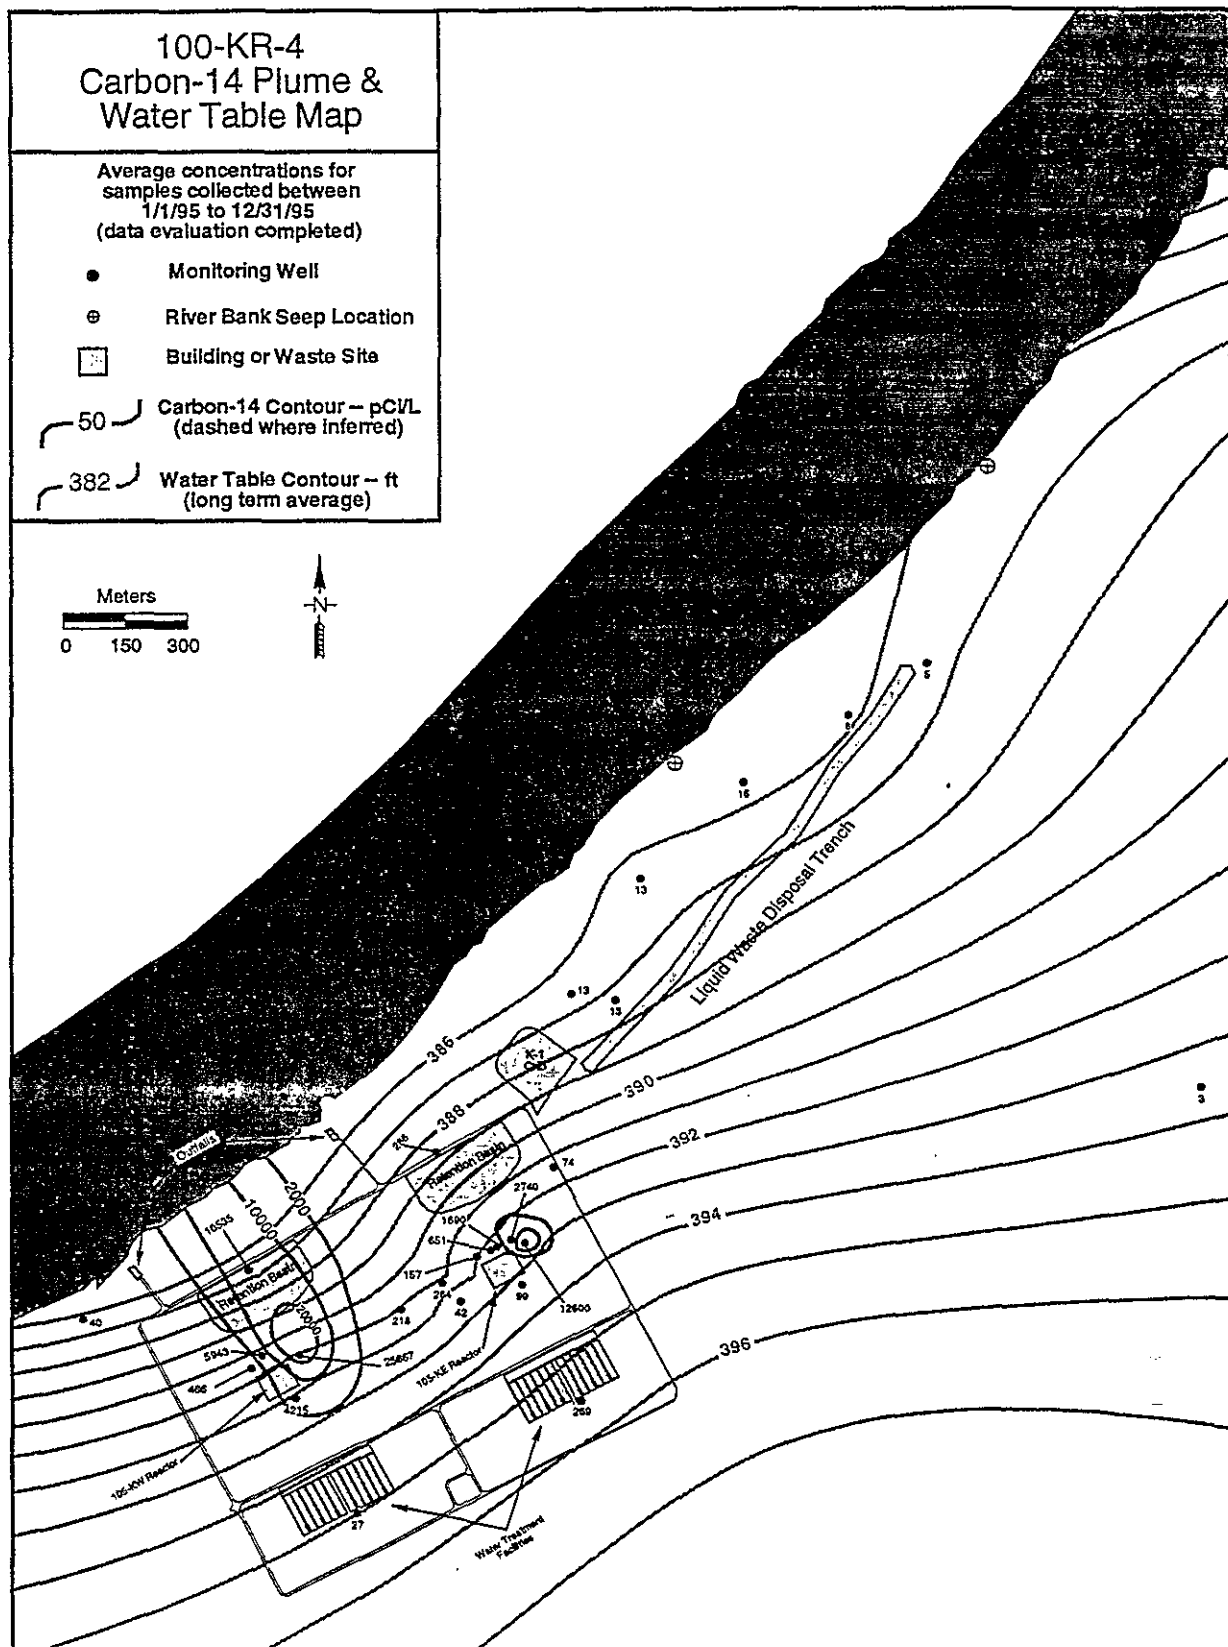 100-KR-4
Carbon-14 Plume &
Water Table Map
Average concentrations for
samples collected between
1/1/95 to 12/31/95
(data evaluation completed)
Monitoring Well
River Bank Seep Location
Building or Waste Site
50
Carbon-14 Contour – pCi/L
(dashed where inferred)
382
Water Table Contour – ft
(long term average)
Meters
0 150 300
N
5
16
13
Liquid Waste Disposal Trench
13
13
386
390
3
388
392
Outfalls
Retention Basin
74
2000
10000
2740
16535
1690
394
651
157
Retention Basin
20000
264
90
12600
40
218
42
5943
25667
396
466
105-KE Reactor
4215
269
105-KW Reactor
27
Water Treatment
Facilities